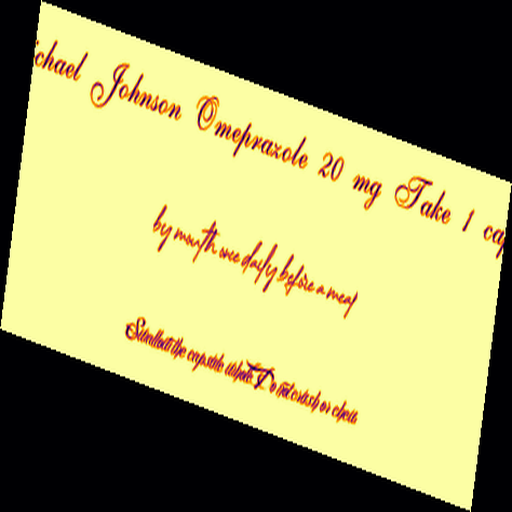 ichael Johnson Omeprazole 20 mg Take 1 cap
by mouth once daily before a meal
Swallow the capsule whole Do not crush or chew